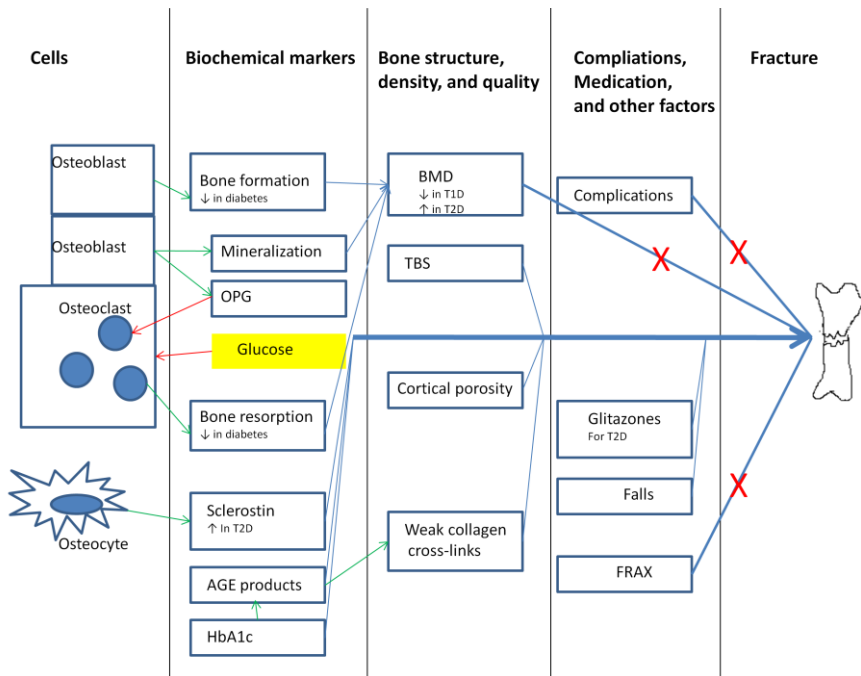 Cells
Biochemical markers
Bone structure,
density, and quality
Compliations,
Medication,
and other factors
Fracture
Osteoblast
Bone formation
↓ in diabetes
BMD
↓ in T1D
↑ in T2D
Complications
Osteoblast
Mineralization
TBS
X
X
OPG
Osteoclast
Glucose
Cortical porosity
Bone resorption
↓ in diabetes
Glitazones
For T2D
Sclerostin
↑ In T2D
Falls
X
Osteocyte
Weak collagen
cross-links
AGE products
FRAX
HbA1c